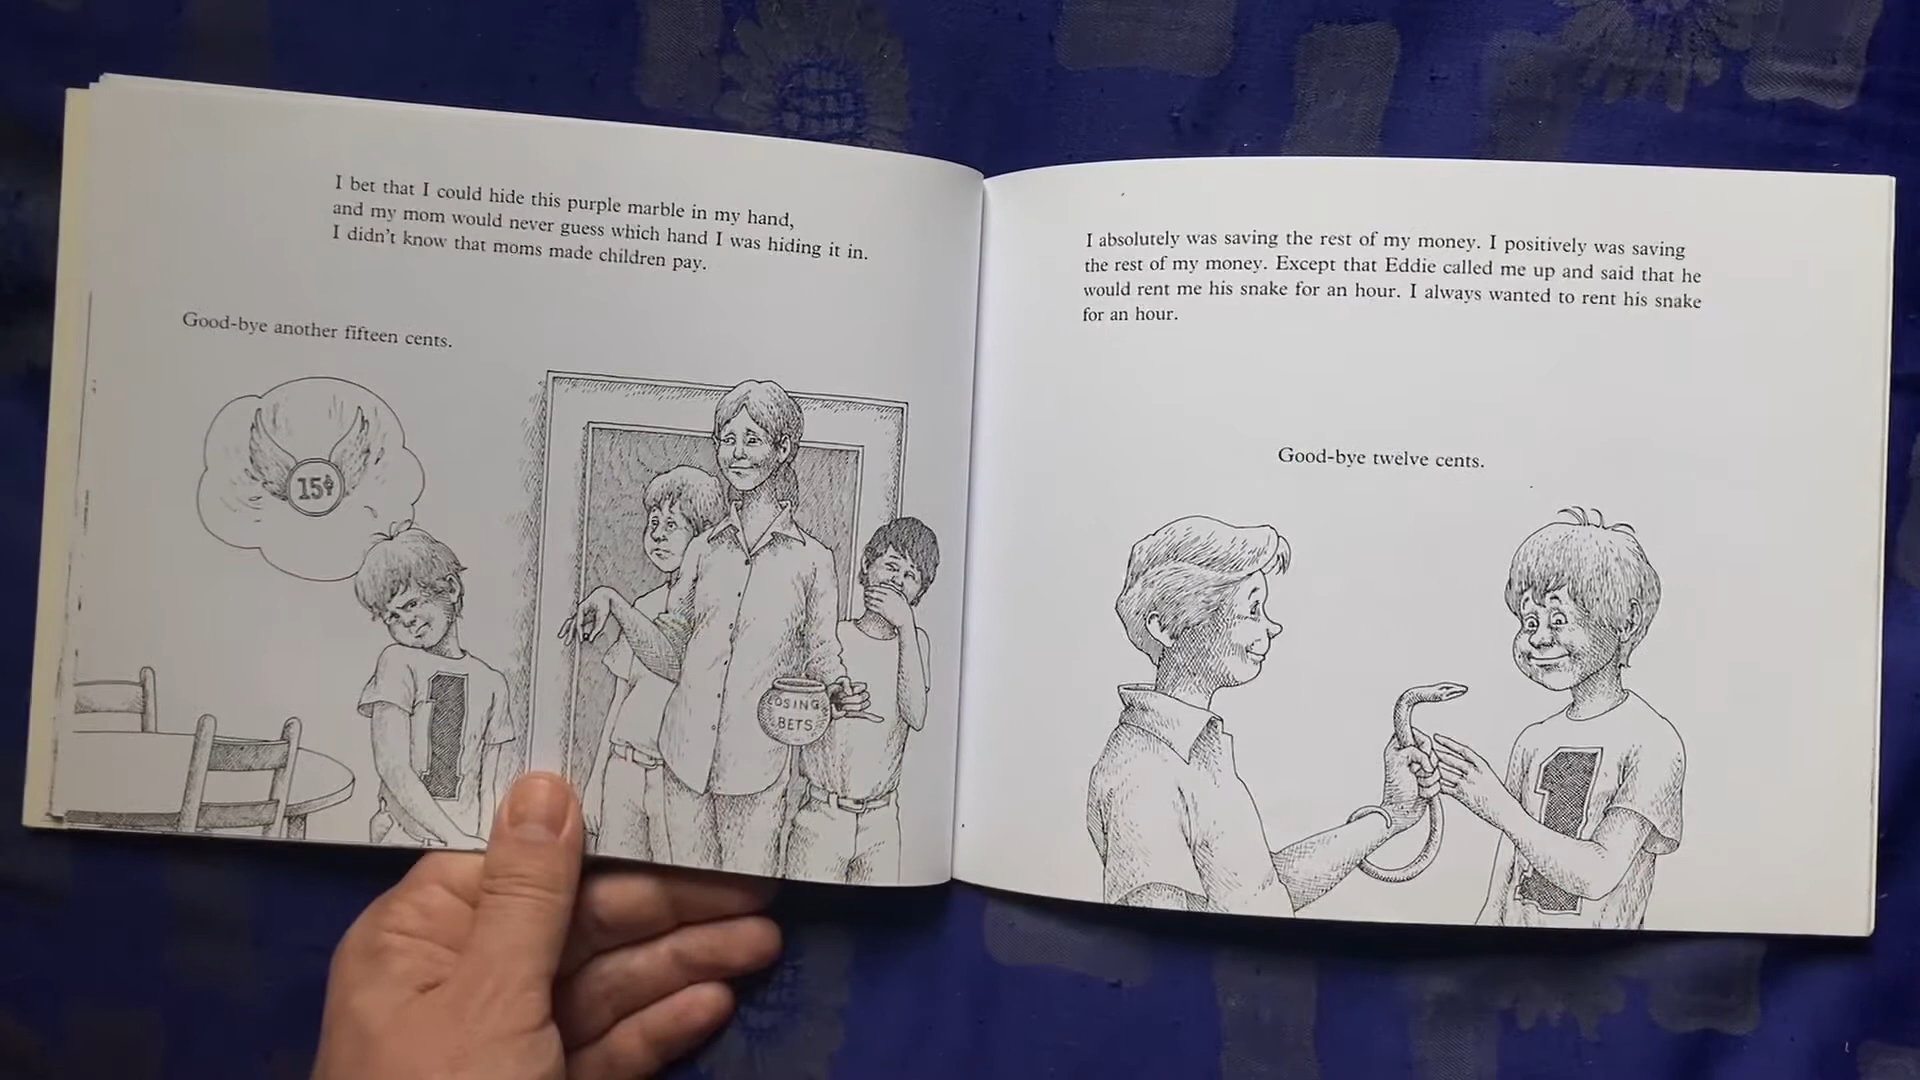 I bet that I could hide this purple marble in my hand,
and my mom would never guess which hand I was hiding it in.
I didn't know that moms made children pay.
Good-bye another fifteen cents.
15¢
LOSING
BETS
1
I absolutely was saving the rest of my money. I positively was saving
the rest of my money. Except that Eddie called me up and said that he
would rent me his snake for an hour. I always wanted to rent his snake
for an hour.
Good-bye twelve cents.
1